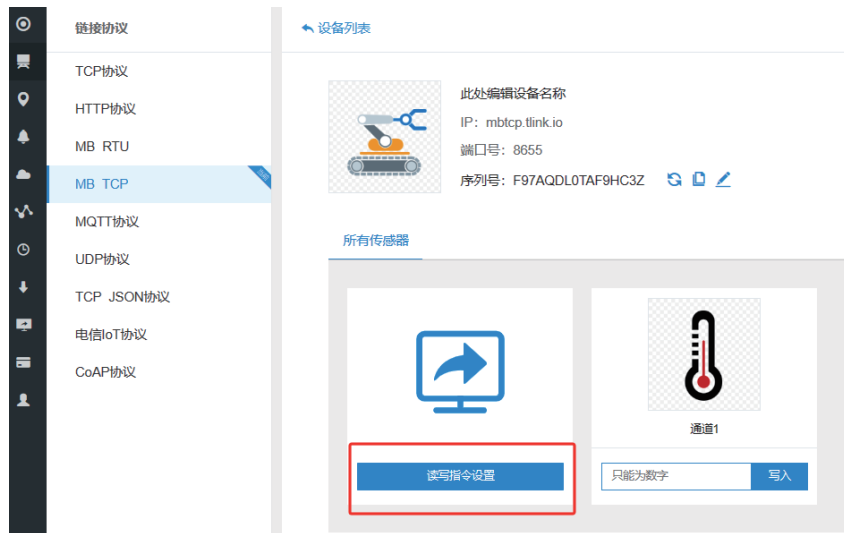 链接协议
TCP协议
HTTP协议
MB RTU
MB TCP
MQTT协议
UDP协议
TCP JSON协议
电信IoT协议
CoAP协议
设备列表
此处编辑设备名称
IP: mbtcp.tlink.io
端口号: 8655
序列号: F97AQDL0TAF9HC3Z
所有传感器
读写指令设置
通道1
只能为数字 写入